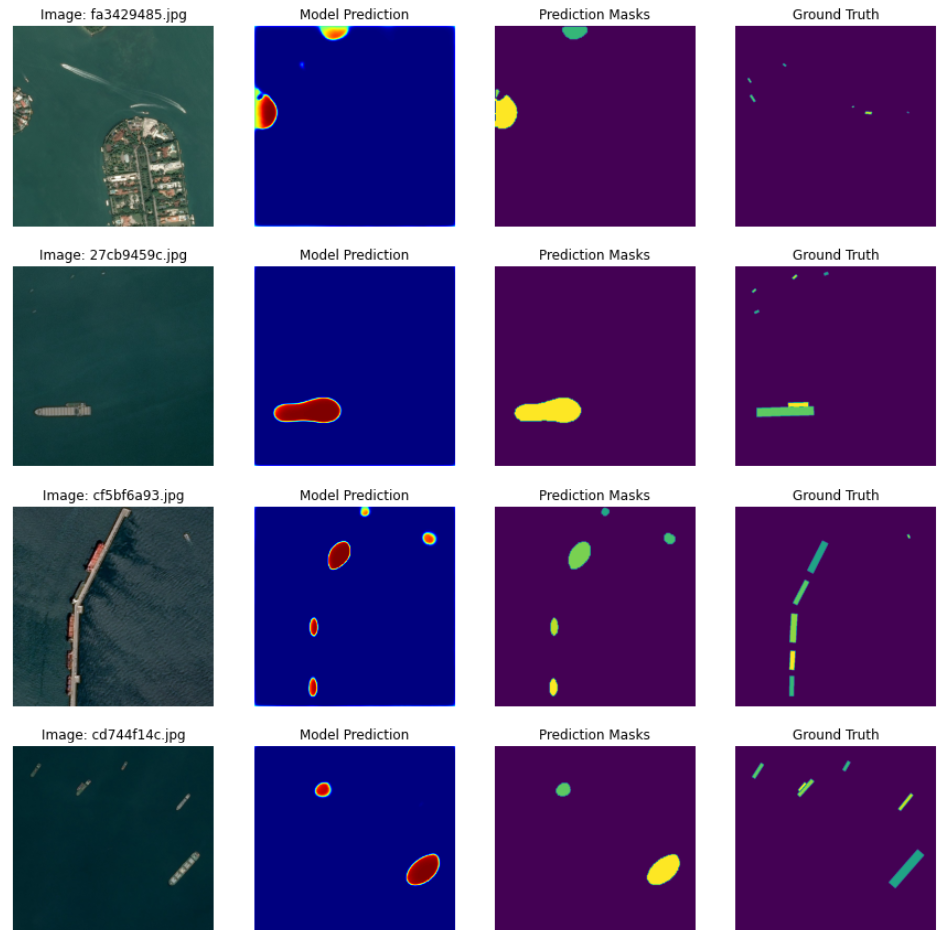 Image: fa3429485.jpg
Model Prediction
Prediction Masks
Ground Truth
Image: 27cb9459c.jpg
Model Prediction
Prediction Masks
Ground Truth
Image: cf5bf6a93.jpg
Model Prediction
Prediction Masks
Ground Truth
Image: cd744f14c.jpg
Model Prediction
Prediction Masks
Ground Truth